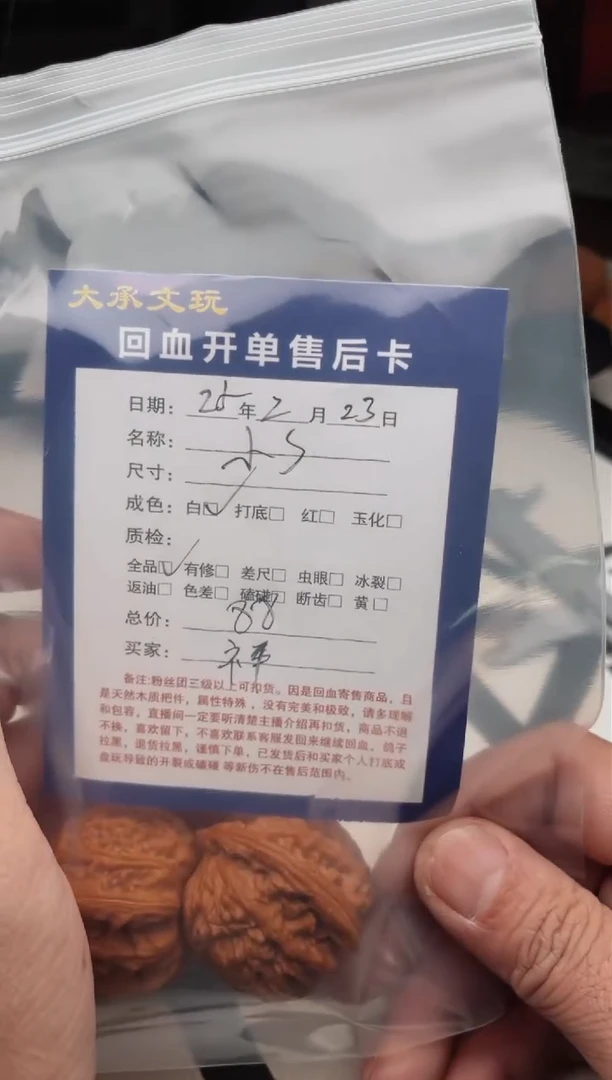 大承文玩
回血开单售后卡
日期: 25年2月23日
名称:
尺寸:
成色: 白☑ 打底□ 红□ 玉化□
质检:
全品☑ 有修□ 差尺□ 虫眼□ 冰裂□
返油□ 色差□ 磕碰□ 断齿□ 黄□
总价: 88
买家:
备注:粉丝团三级以上可扣货。因是回血寄售商品，且
是天然木质把件，属性特殊，没有完美和极致，请多理解
和包容，直播间一定要听清楚主播介绍再扣货，商品不退
不换，喜欢留下，不喜欢联系客服发回来继续回血，鸽子
拉黑，退货拉黑，谨慎下单，已发货后和买家个人打底或
盘玩导致的开裂或磕碰 等新伤不在售后范围内。